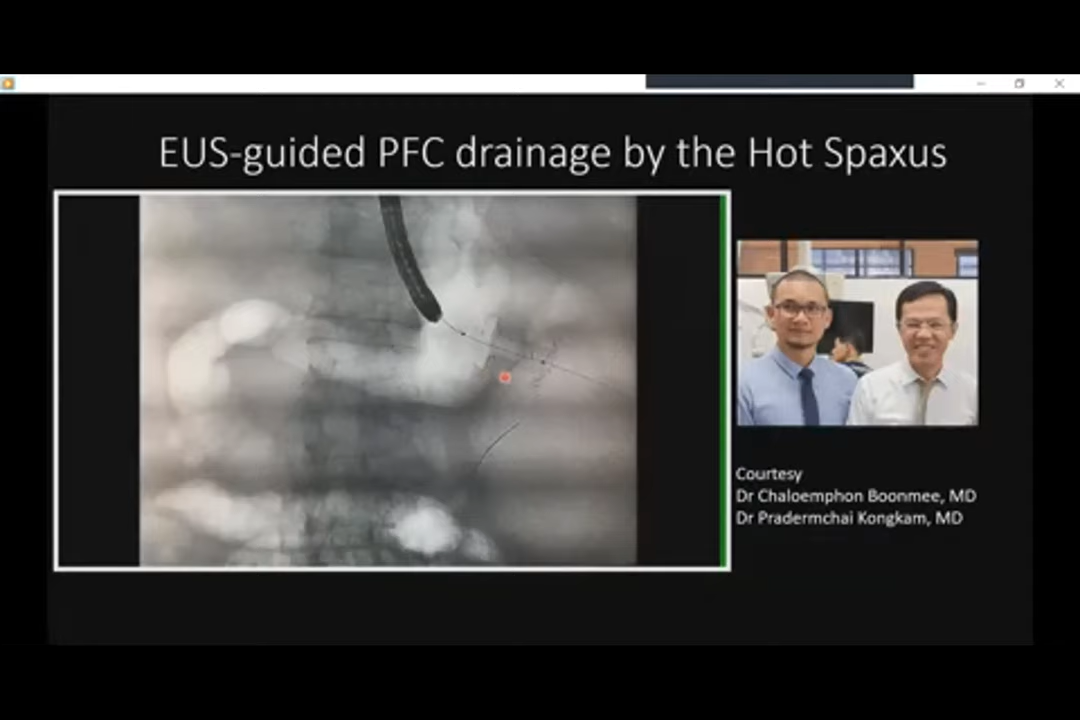 EUS-guided PFC drainage by the Hot Spaxus
Courtesy
Dr Chaloemphon Boonmee, MD
Dr Pradermchai Kongkam, MD